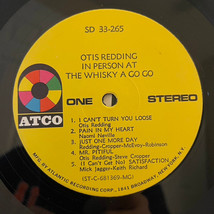 SD 33-265
OTIS REDDING
IN PERSON AT
THE WHISKY A GO GO
ONE
STEREO
ATCO
1. I CAN'T TURN YOU LOOSE
Otis Redding
2. PAIN IN MY HEART
Naomi Neville
3. JUST ONE MORE DAY
Redding-Cropper-McEvoy-Robinson
4. MR. PITIFUL
Otis Redding-Steve Cropper
5. (I Can't Get No) SATISFACTION
Mick Jagger-Keith Richard
(ST-C-681369-MG)
MFG. BY ATLANTIC RECORDING CORP., 1841 BROADWAY, NEW YORK, N.Y.